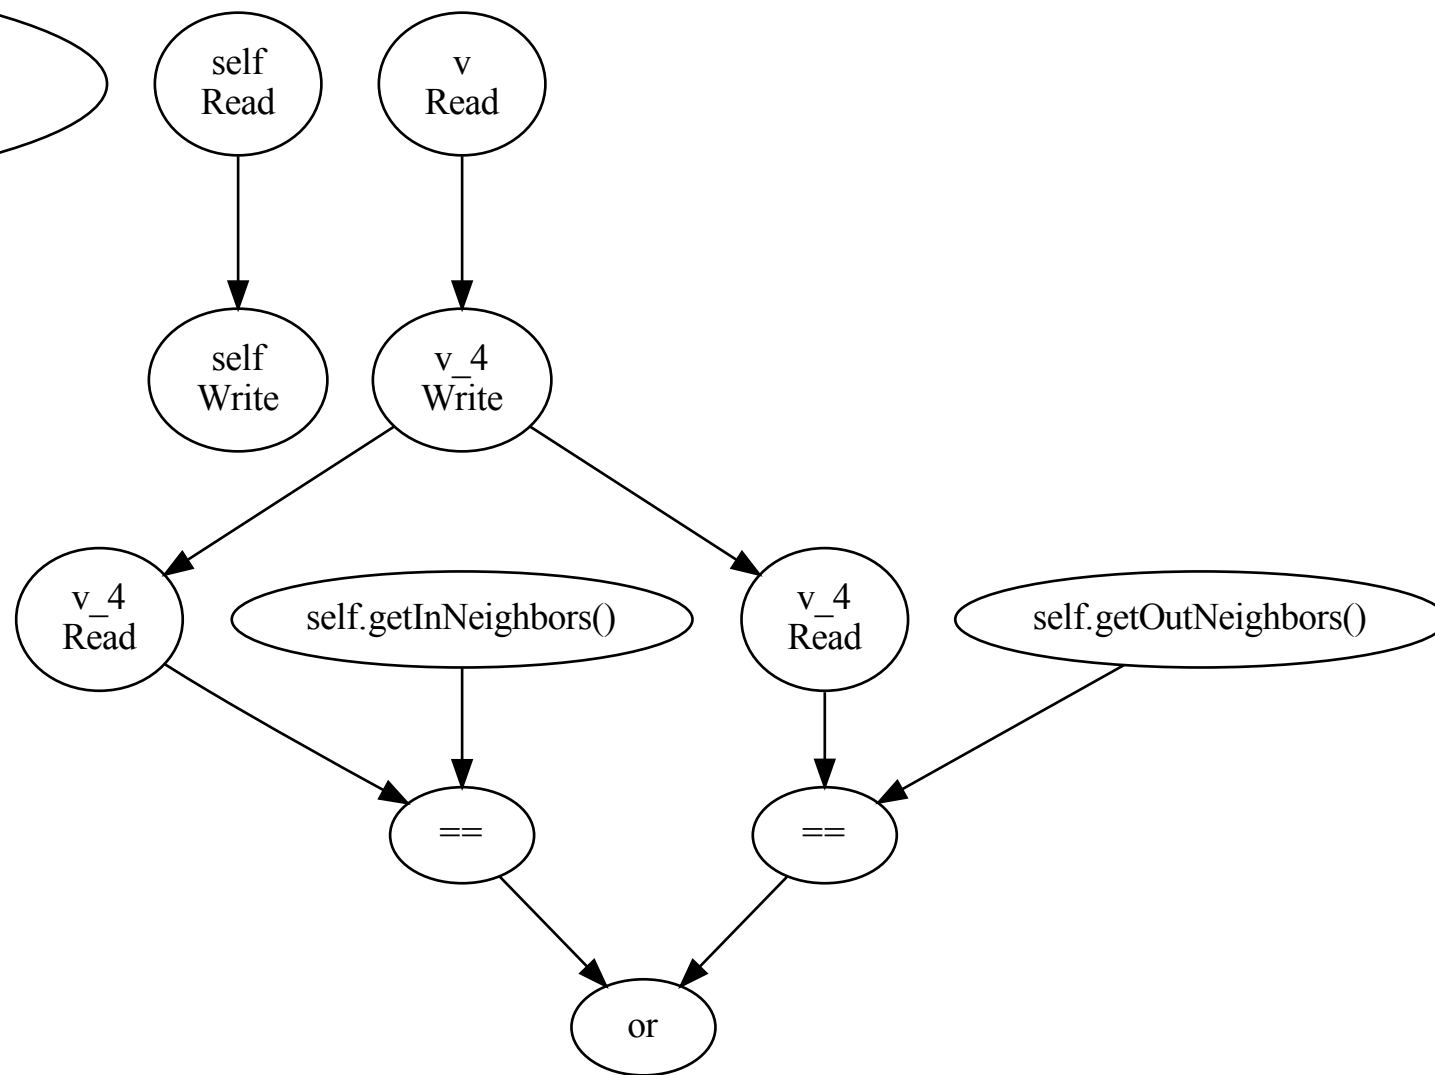 self
Read
v
Read
self
Write
v_4
Write
v_4
Read
self.getInNeighbors()
v_4
Read
self.getOutNeighbors()
==
==
or